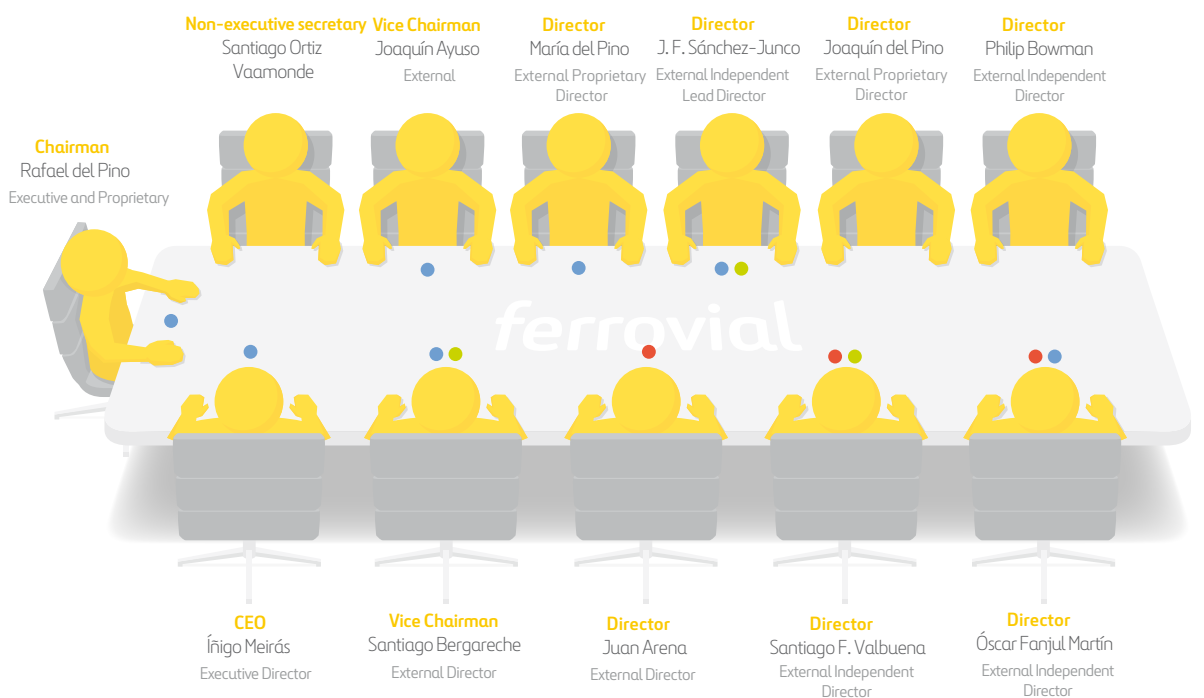 Non-executive secretary
Santiago Ortiz
Vaamonde
Vice Chairman
Joaquín Ayuso
External
Director
María del Pino
External Proprietary
Director
Director
J. F. Sánchez-Junco
External Independent
Lead Director
Director
Joaquín del Pino
External Proprietary
Director
Director
Philip Bowman
External Independent
Director
Chairman
Rafael del Pino
Executive and Proprietary
ferrovial
CEO
Íñigo Meirás
Executive Director
Vice Chairman
Santiago Bergareche
External Director
Director
Juan Arena
External Director
Director
Santiago F. Valbuena
External Independent
Director
Director
Óscar Fanjul Martín
External Independent
Director